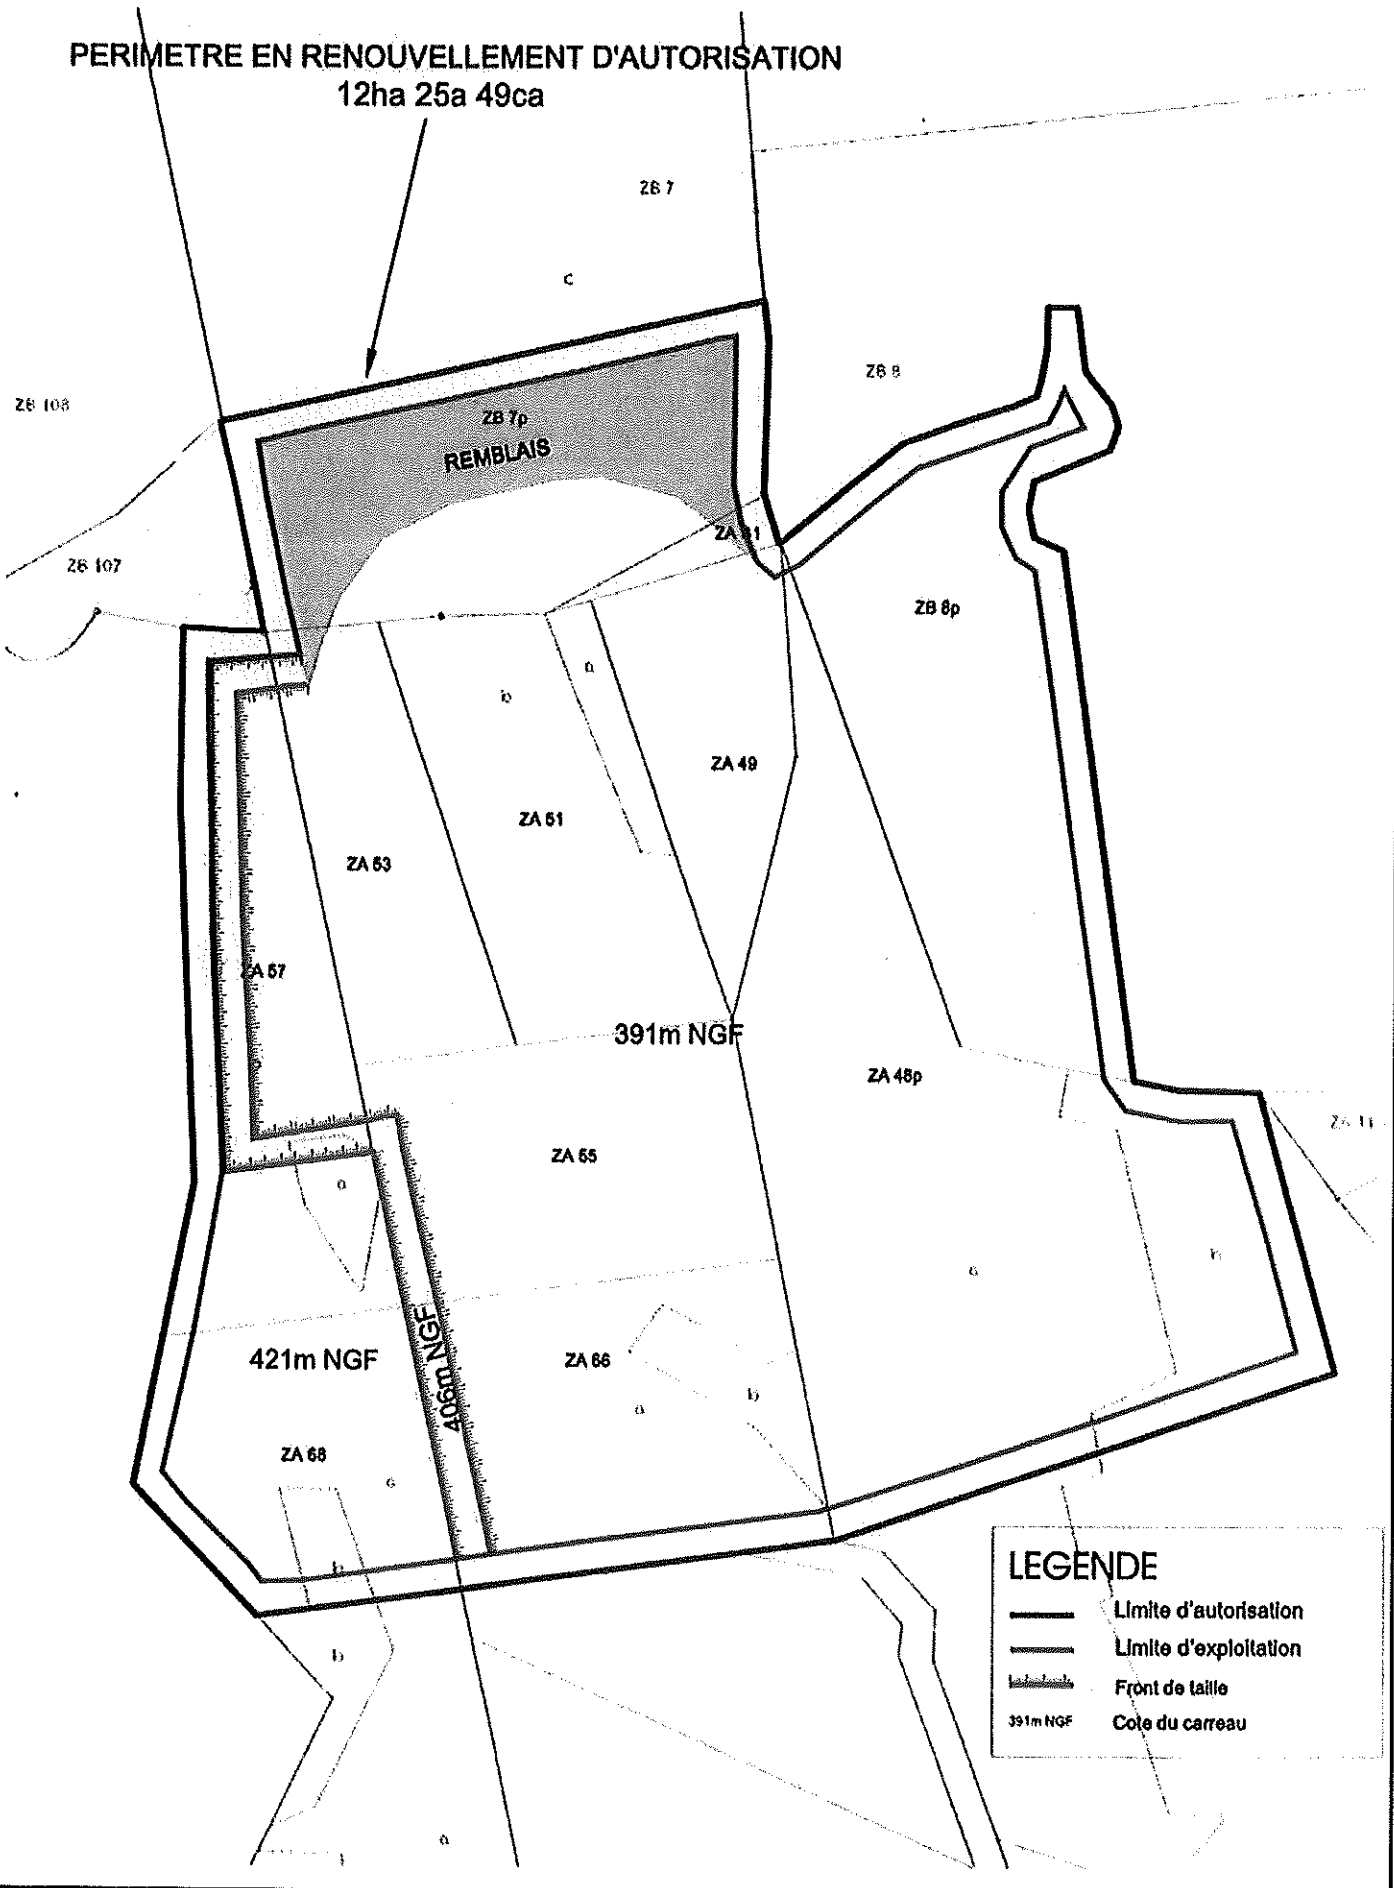 PERIMETRE EN RENOUVELLEMENT D'AUTORISATION
12ha 25a 49ca
ZB 7
c
ZB 8
ZB 108
ZB 7p
REMBLAIS
ZB 107
ZB 8p
a
b
ZA 49
ZA 51
ZA 53
ZA 57
391m NGF
ZA 48p
ZA 55
a
a
b
406m NGF
421m NGF
ZA 66
a
b
ZA 68
c
b
LEGENDE
Limite d'autorisation
Limite d'exploitation
Front de taille
391m NGF Cote du carreau
b
a